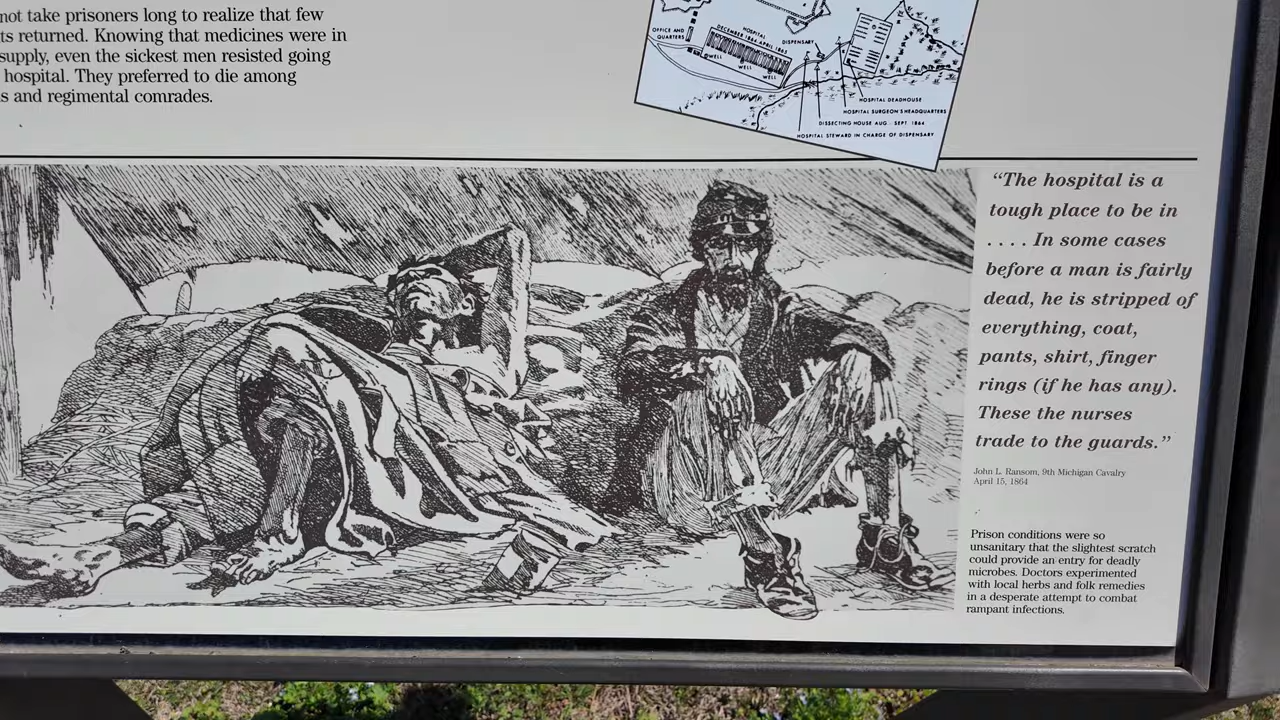 not take prisoners long to realize that few
ts returned. Knowing that medicines were in
supply, even the sickest men resisted going
hospital. They preferred to die among
s and regimental comrades.
OFFICE AND
QUARTERS
HOSPITAL
DECEMBER 1864 APRIL 1865
DISPENSARY
WELL
WELL
WELL
HOSPITAL DEADHOUSE
HOSPITAL SURGEON'S HEADQUARTERS
DISSECTING HOUSE AUG - SEPT 1864
HOSPITAL STEWARD IN CHARGE OF DISPENSARY
“The hospital is a
tough place to be in
. . . . In some cases
before a man is fairly
dead, he is stripped of
everything, coat,
pants, shirt, finger
rings (if he has any).
These the nurses
trade to the guards.”
John L. Ransom, 9th Michigan Cavalry
April 15, 1864
Prison conditions were so
unsanitary that the slightest scratch
could provide an entry for deadly
microbes. Doctors experimented
with local herbs and folk remedies
in a desperate attempt to combat
rampant infections.